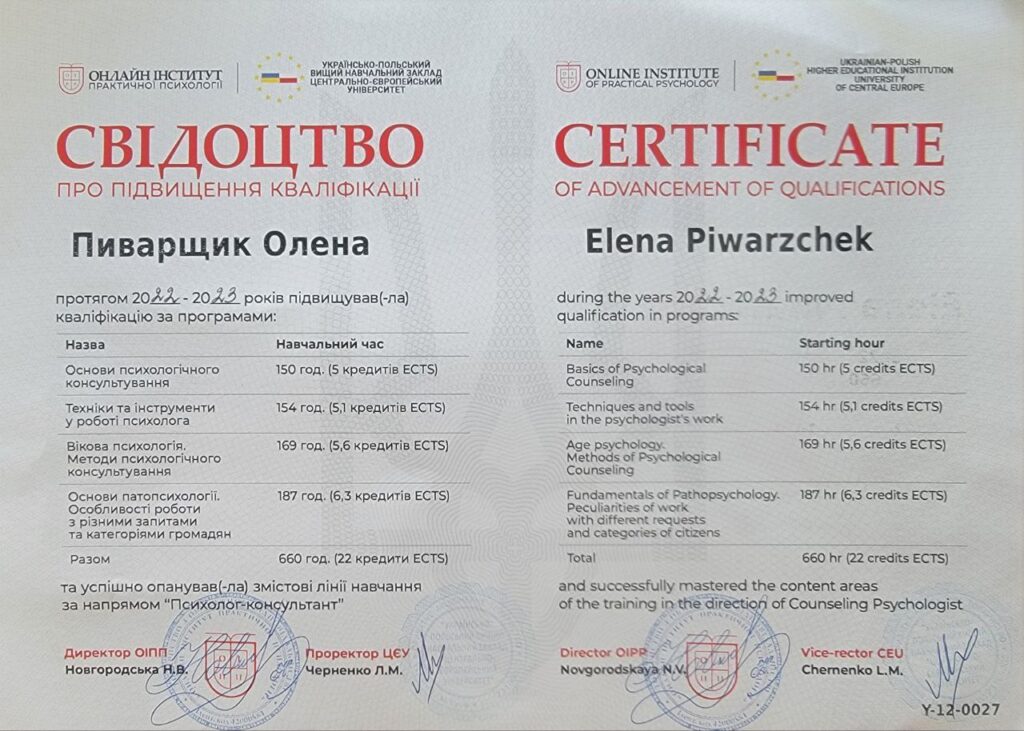 ОНЛАЙН ІНСТИТУТ
ПРАКТИЧНОЇ ПСИХОЛОГІЇ
УКРАЇНСЬКО-ПОЛЬСЬКИЙ
ВИЩИЙ НАВЧАЛЬНИЙ ЗАКЛАД
ЦЕНТРАЛЬНО-ЄВРОПЕЙСЬКИЙ
УНІВЕРСИТЕТ
СВІДОЦТВО
ПРО ПІДВИЩЕННЯ КВАЛІФІКАЦІЇ
Пиварщик Олена
протягом 2022 - 2023 років підвищував(-ла)
кваліфікацію за програмами:
Назва Навчальний час
Основи психологічного 150 год. (5 кредитів ECTS)
консультування
Техніки та інструменти 154 год. (5,1 кредитів ECTS)
у роботі психолога
Вікова психологія. 169 год. (5,6 кредитів ECTS)
Методи психологічного
консультування
Основи патопсихології. 187 год. (6,3 кредитів ECTS)
Особливості роботи
з різними запитами
та категоріями громадян
Разом 660 год. (22 кредити ECTS)
та успішно опанував(-ла) змістові лінії навчання
за напрямом "Психолог-консультант"
Директор ОІПП
Новгородська Н.В.
Проректор ЦЄУ
Черненко Л.М.
ONLINE INSTITUTE
OF PRACTICAL PSYCHOLOGY
UKRAINIAN-POLISH
HIGHER EDUCATIONAL INSTITUTION
UNIVERSITY
OF CENTRAL EUROPE
CERTIFICATE
OF ADVANCEMENT OF QUALIFICATIONS
Elena Piwarzchek
during the years 2022 - 2023 improved
qualification in programs:
Name Starting hour
Basics of Psychological 150 hr (5 credits ECTS)
Counseling
Techniques and tools 154 hr (5,1 credits ECTS)
in the psychologist's work
Age psychology. 169 hr (5,6 credits ECTS)
Methods of Psychological
Counseling
Fundamentals of Pathopsychology. 187 hr (6,3 credits ECTS)
Peculiarities of work
with different requests
and categories of citizens
Total 660 hr (22 credits ECTS)
and successfully mastered the content areas
of the training in the direction of Counseling Psychologist
Director OIPP
Novgorodskaya N.V.
Vice-rector CEU
Chernenko L.M.
Y-12-0027